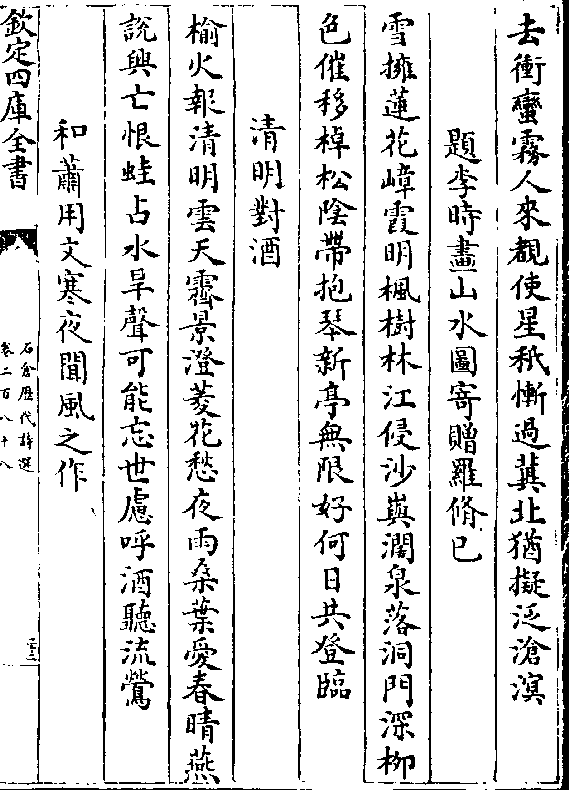 去衝蠻霧人來覩使星秖慚過冀北猶擬泛滄溟
題李時畫山水圖寄贈羅脩已
雪擁蓮花嶂霞明楓樹林江侵沙嶼濶泉落洞門深柳
色催移棹松陰帶抱琴新亭無限好何日共登臨
清明對酒
榆火報清明雲天霽景澄菱花愁夜雨桑葉愛春晴燕
說興亡恨蛙占水旱聲可能忘世慮呼酒聽流鶯
和蕭用文寒夜聞風之作
欽定四庫全書
石倉歷代詩選
卷三百八十八